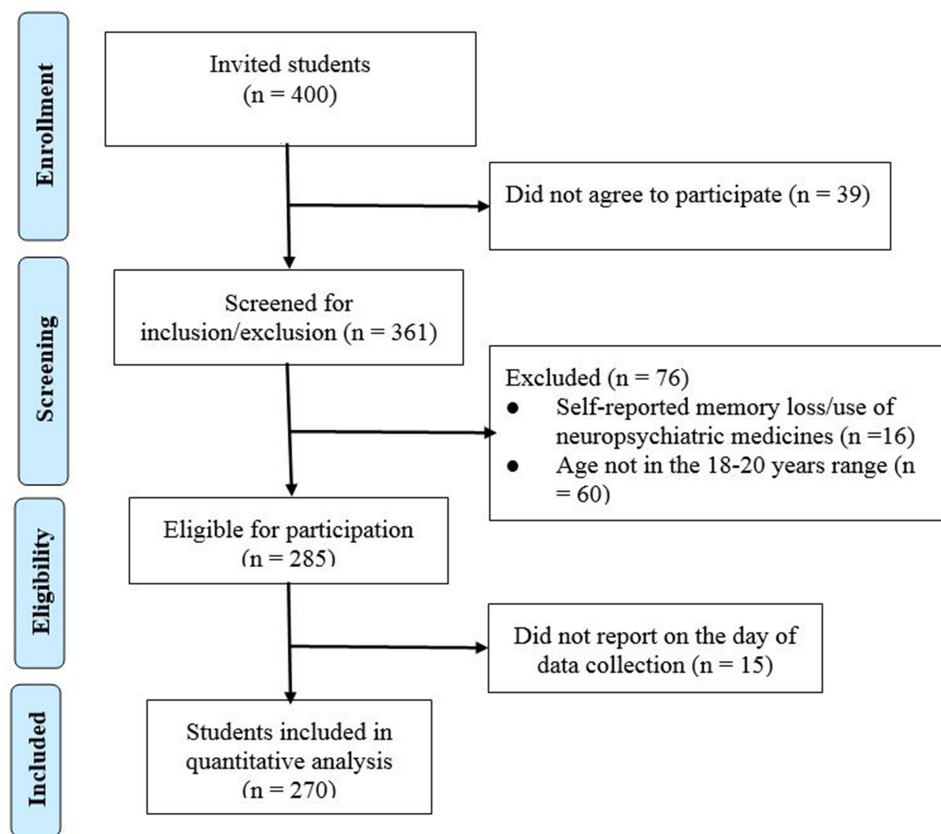 Enrollment
Invited students
(n = 400)
Did not agree to participate (n = 39)
Screening
Screened for
inclusion/exclusion (n = 361)
Excluded (n = 76)
● Self-reported memory loss/use of
neuropsychiatric medicines (n =16)
● Age not in the 18-20 years range (n
= 60)
Eligibility
Eligible for participation
(n = 285)
Did not report on the day of
data collection (n = 15)
Included
Students included in
quantitative analysis
(n = 270)